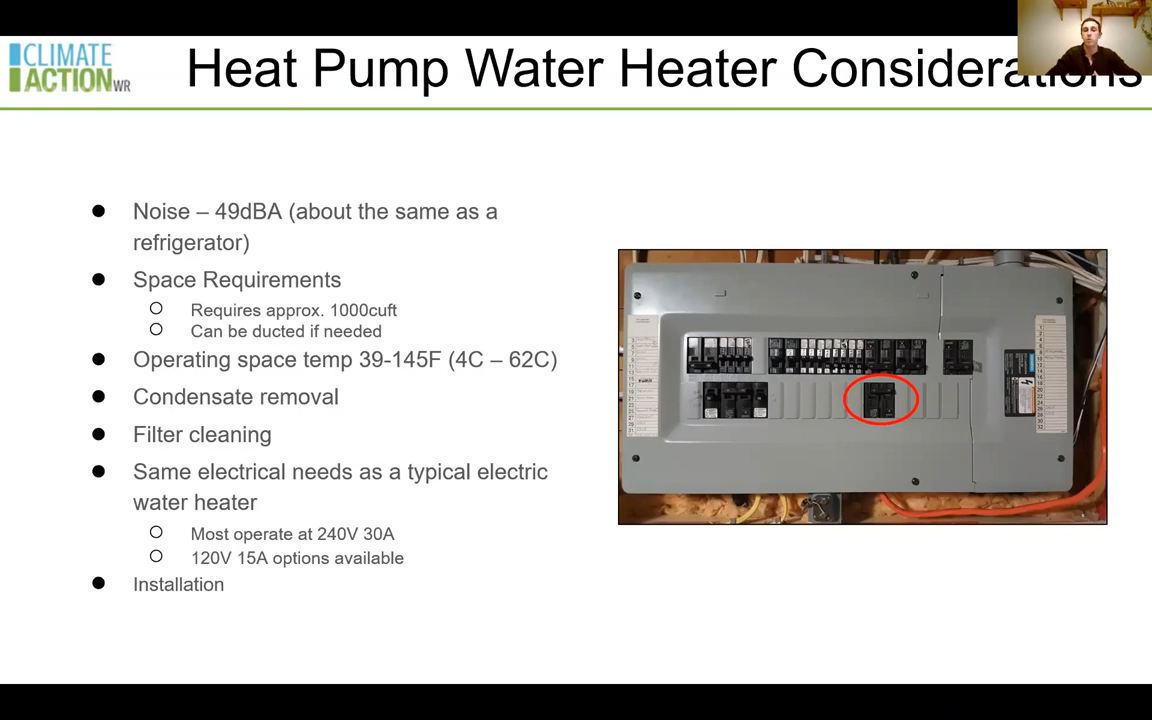 CLIMATE
ACTIONWR
Heat Pump Water Heater Considerations
Noise – 49dBA (about the same as a
refrigerator)
Space Requirements
Requires approx. 1000cuft
Can be ducted if needed
Operating space temp 39-145F (4C – 62C)
Condensate removal
Filter cleaning
Same electrical needs as a typical electric
water heater
Most operate at 240V 30A
120V 15A options available
Installation